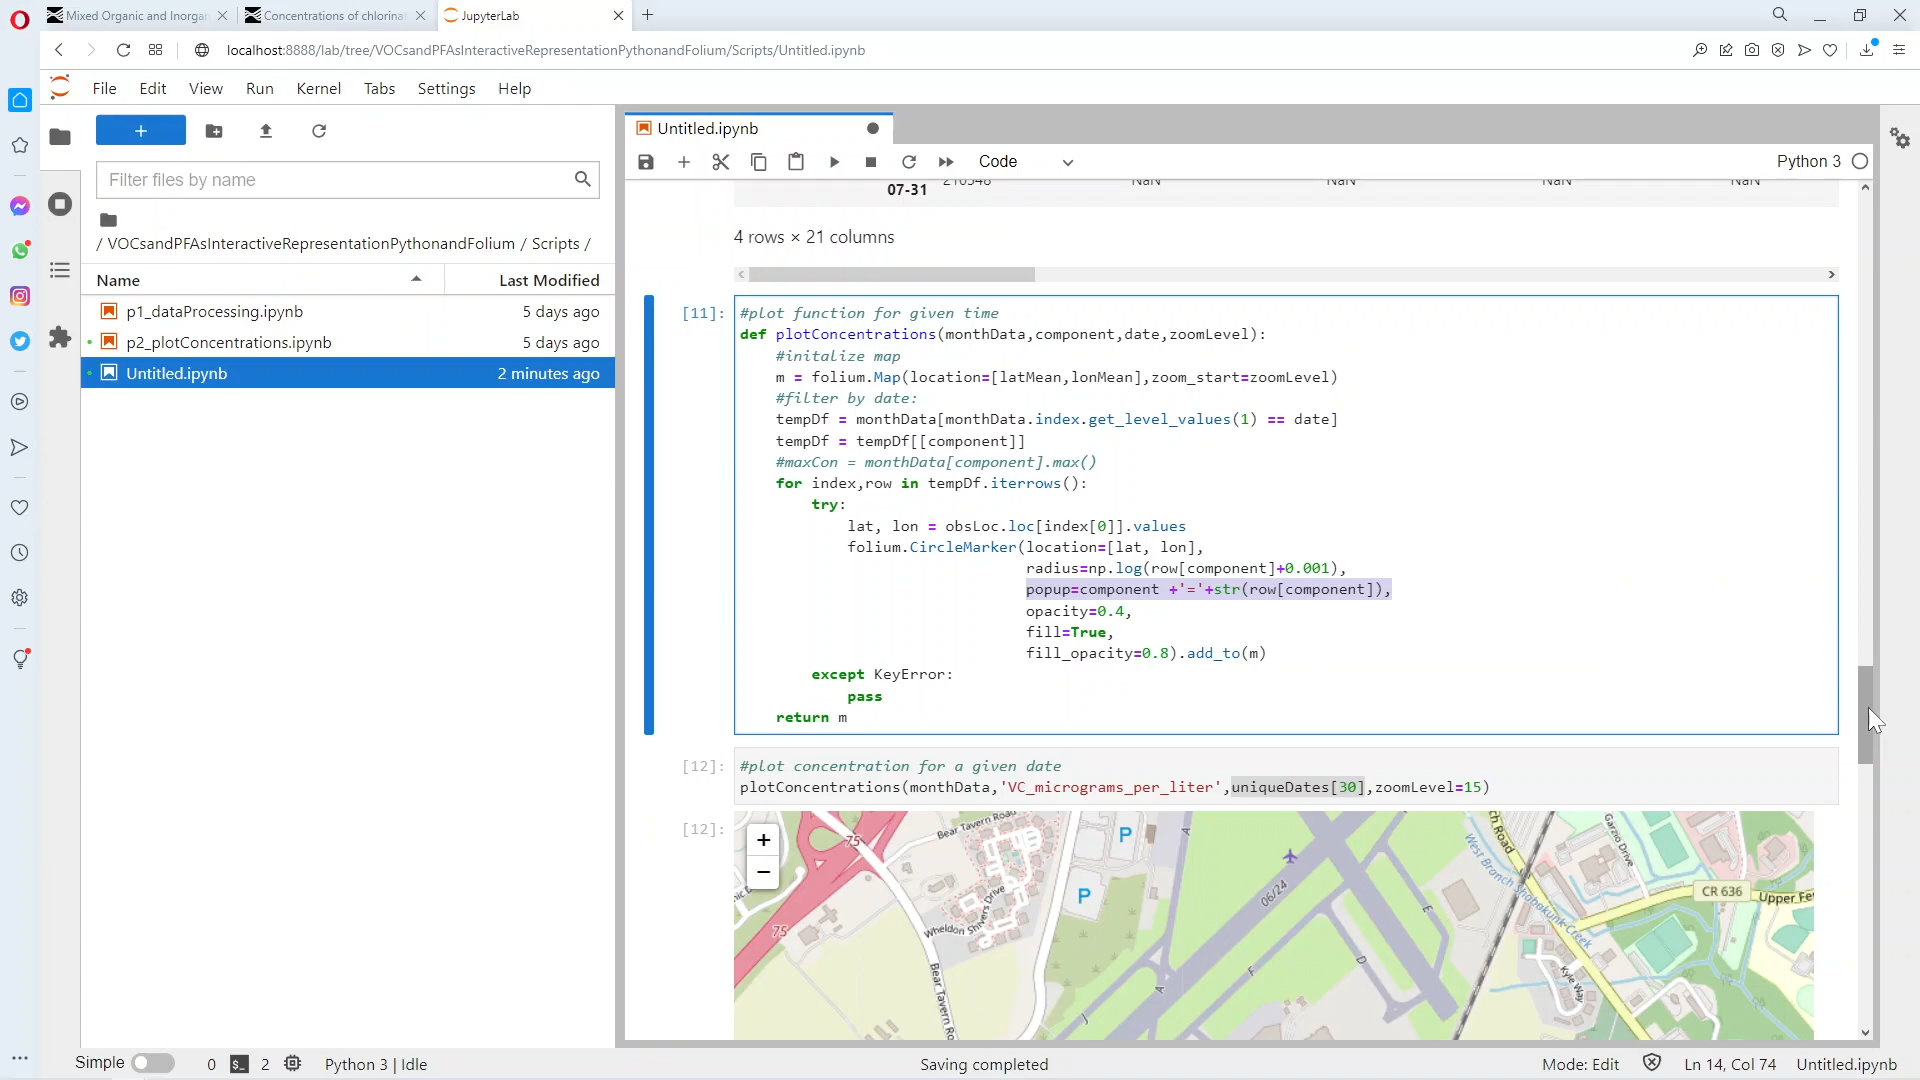 Mixed Organic and Inorgan
Concentrations of chlorinat
JupyterLab
localhost:8888/lab/tree/VOCsandPFAsInteractiveRepresentationPythonandFolium/Scripts/Untitled.ipynb
File Edit View Run Kernel Tabs Settings Help
Filter files by name
/ VOCsandPFAsInteractiveRepresentationPythonandFolium / Scripts /
Name Last Modified
p1_dataProcessing.ipynb 5 days ago
p2_plotConcentrations.ipynb 5 days ago
Untitled.ipynb 2 minutes ago
Untitled.ipynb
Code
Python 3
07-31 210548 NaN NaN NaN NaN
4 rows × 21 columns
[11]:
#plot function for given time
def plotConcentrations(monthData,component,date,zoomLevel):
#initalize map
m = folium.Map(location=[latMean,lonMean],zoom_start=zoomLevel)
#filter by date:
tempDf = monthData[monthData.index.get_level_values(1) == date]
tempDf = tempDf[[component]]
#maxCon = monthData[component].max()
for index,row in tempDf.iterrows():
try:
lat, lon = obsLoc.loc[index[0]].values
folium.CircleMarker(location=[lat, lon],
radius=np.log(row[component]+0.001),
popup=component +'='+str(row[component]),
opacity=0.4,
fill=True,
fill_opacity=0.8).add_to(m)
except KeyError:
pass
return m
[12]:
#plot concentration for a given date
plotConcentrations(monthData,'VC_micrograms_per_liter',uniqueDates[30],zoomLevel=15)
[12]:
+
−
75
75
Bear Tavern Road
Wheldon Shivers Drive
Bear Tavern Ro
P
P
A
A
F
D
E
06/24
ch Road
West Branch Shabakunk Creek
Garzio Drive
CR 636
Upper Fe
Kyle Way
Simple 0 2 Python 3 | Idle
Saving completed
Mode: Edit Ln 14, Col 74 Untitled.ipynb